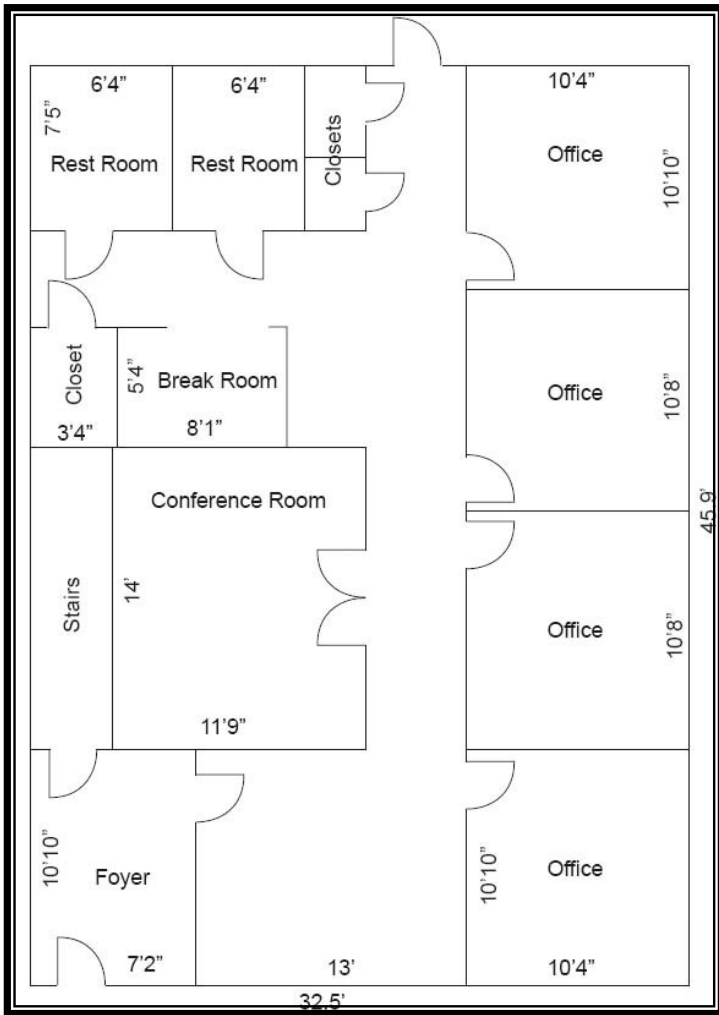 6’4”
6’4”
10’4”
7’5”
Rest Room
Rest Room
Closets
Office
10’10”
Closet
5’4”
Break Room
Office
10’8”
3’4”
8’1”
Conference Room
45.9’
Stairs
14’
Office
10’8”
11’9”
10’10”
Foyer
10’10”
Office
7’2”
13’
10’4”
32.5’